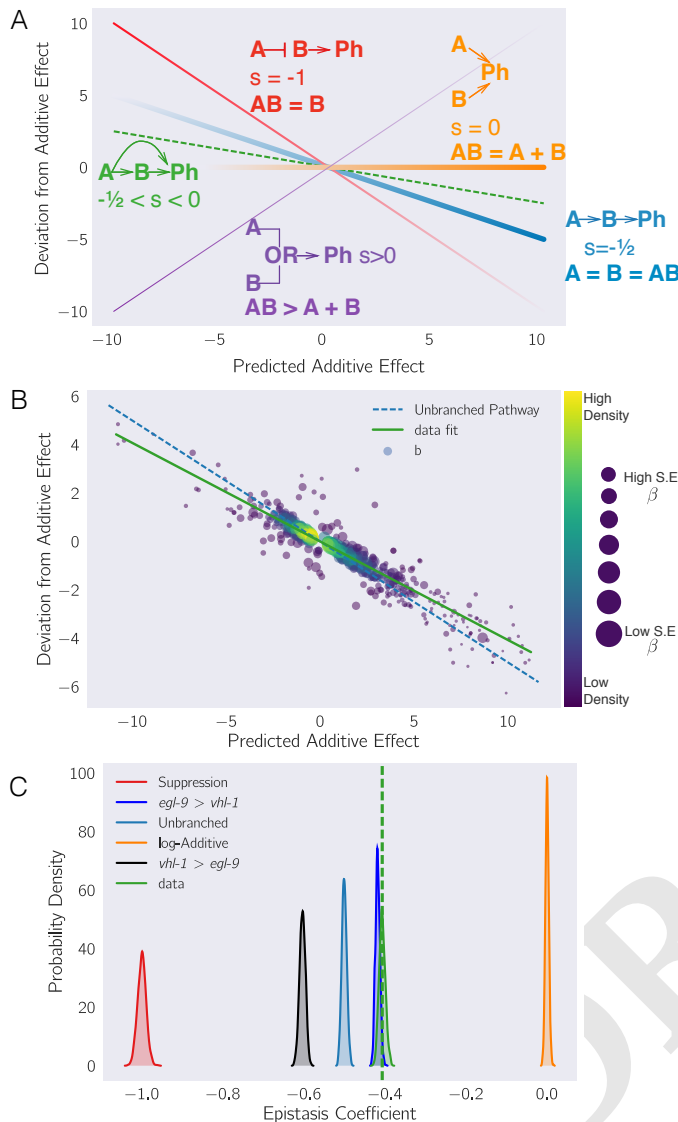 A
Deviation from Additive Effect
10
5
0
−5
−10
A B Ph
s = -1
AB = B
A
Ph
B
s = 0
AB = A + B
A B Ph
-½ < s < 0
A B Ph
s=-½
A = B = AB
A
OR Ph s>0
B
AB > A + B
−10 −5 0 5 10
Predicted Additive Effect
B
Deviation from Additive Effect
6
4
2
0
−2
−4
−6
Unbranched Pathway
data fit
b
−10 −5 0 5 10
Predicted Additive Effect
High
Density
Low
Density
High S.E
β
Low S.E
β
C
Probability Density
100
80
60
40
20
0
Suppression
egl-9 > vhl-1
Unbranched
log-Additive
vhl-1 > egl-9
data
−1.0 −0.8 −0.6 −0.4 −0.2 0.0
Epistasis Coefficient